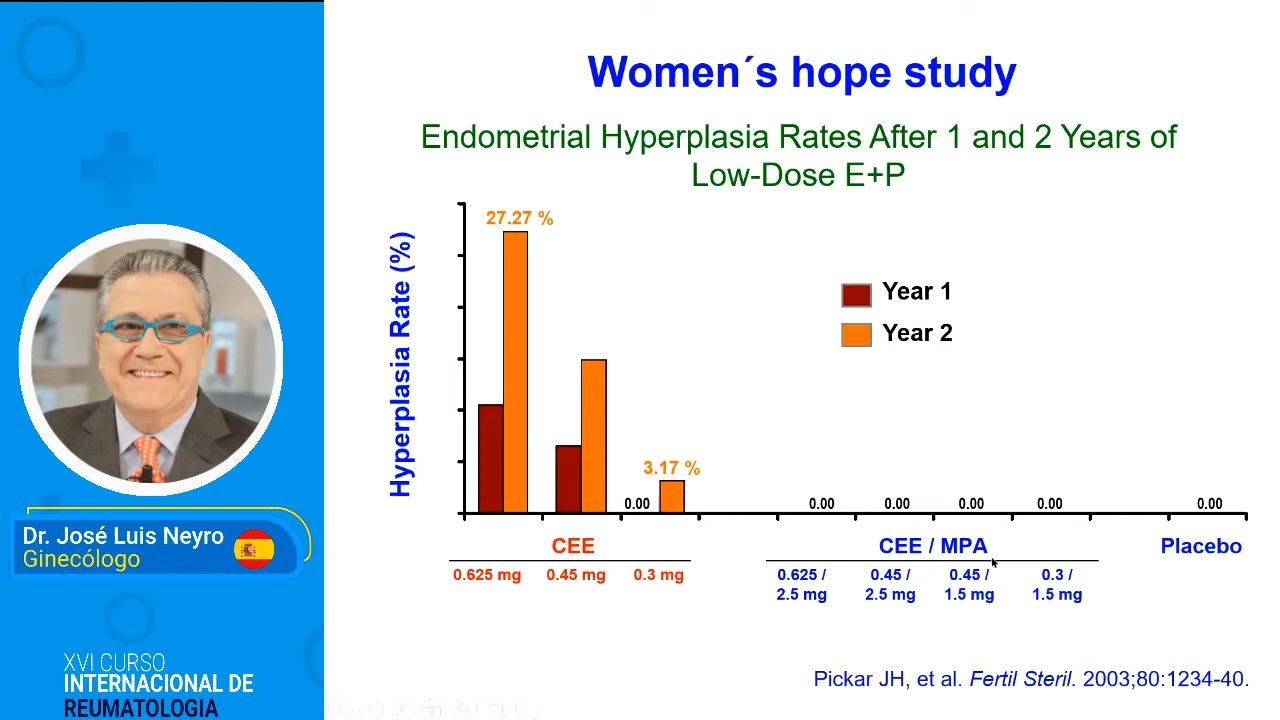 Women´s hope study
Endometrial Hyperplasia Rates After 1 and 2 Years of
Low-Dose E+P
Hyperplasia Rate (%)
27.27 %
3.17 %
0.00
0.00
0.00
0.00
0.00
0.00
Year 1
Year 2
CEE
0.625 mg
0.45 mg
0.3 mg
CEE / MPA
0.625 /
2.5 mg
0.45 /
2.5 mg
0.45 /
1.5 mg
0.3 /
1.5 mg
Placebo
Pickar JH, et al. Fertil Steril. 2003;80:1234-40.
Dr. José Luis Neyro
Ginecólogo
XVI CURSO
INTERNACIONAL DE
REUMATOLOGIA